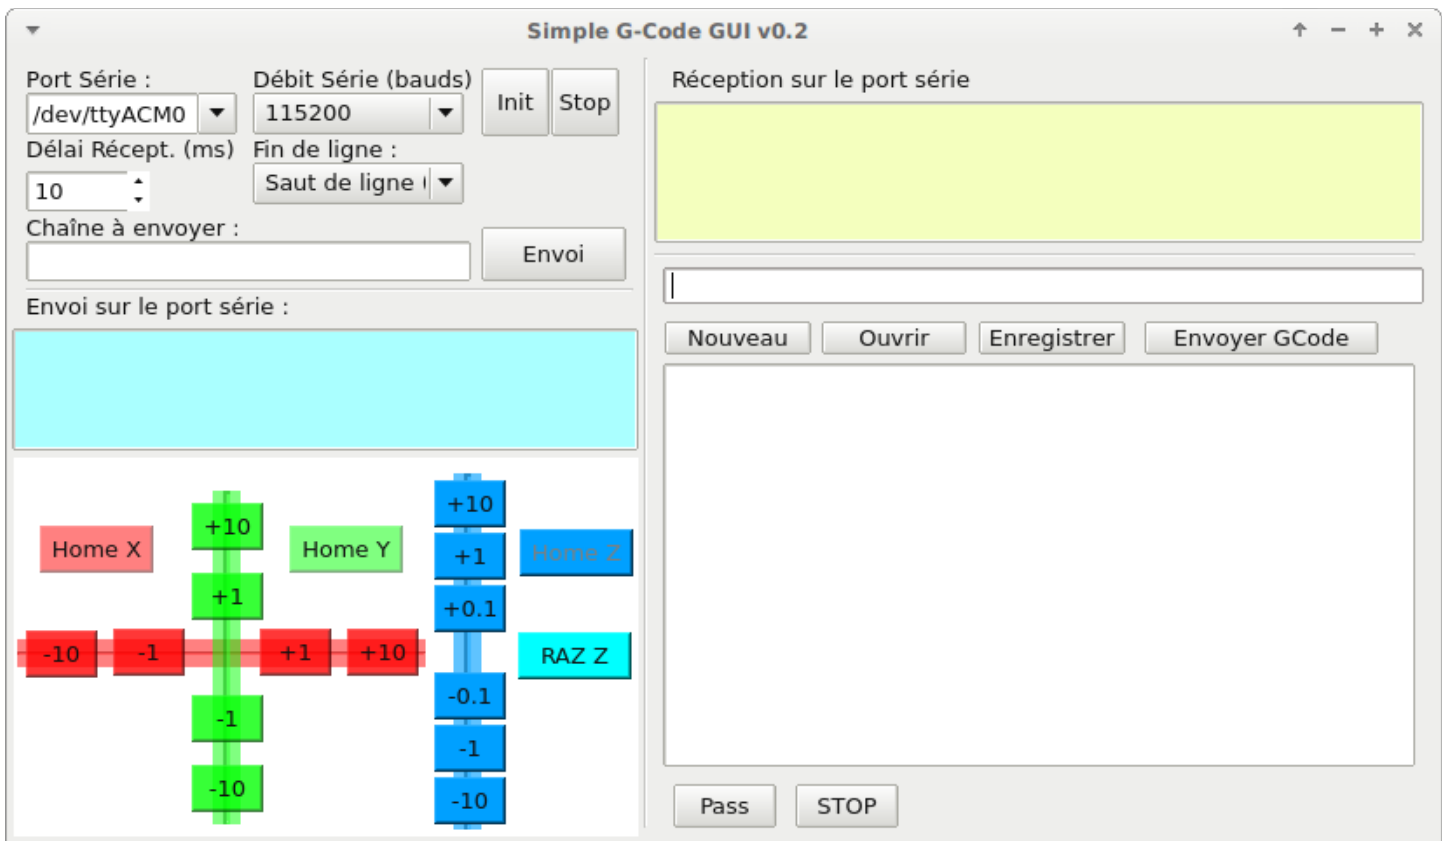 Simple G-Code GUI v0.2
Port Série :
Débit Série (bauds)
/dev/ttyACM0
115200
Init
Stop
Délai Récept. (ms)
Fin de ligne :
10
Saut de ligne (
Chaîne à envoyer :
Envoi
Envoi sur le port série :
Home X
+10
+1
Home Y
-10
-1
+1
+10
-1
-10
+10
+1
+0.1
-0.1
-1
-10
Home Z
RAZ Z
Réception sur le port série
Nouveau
Ouvrir
Enregistrer
Envoyer GCode
Pass
STOP